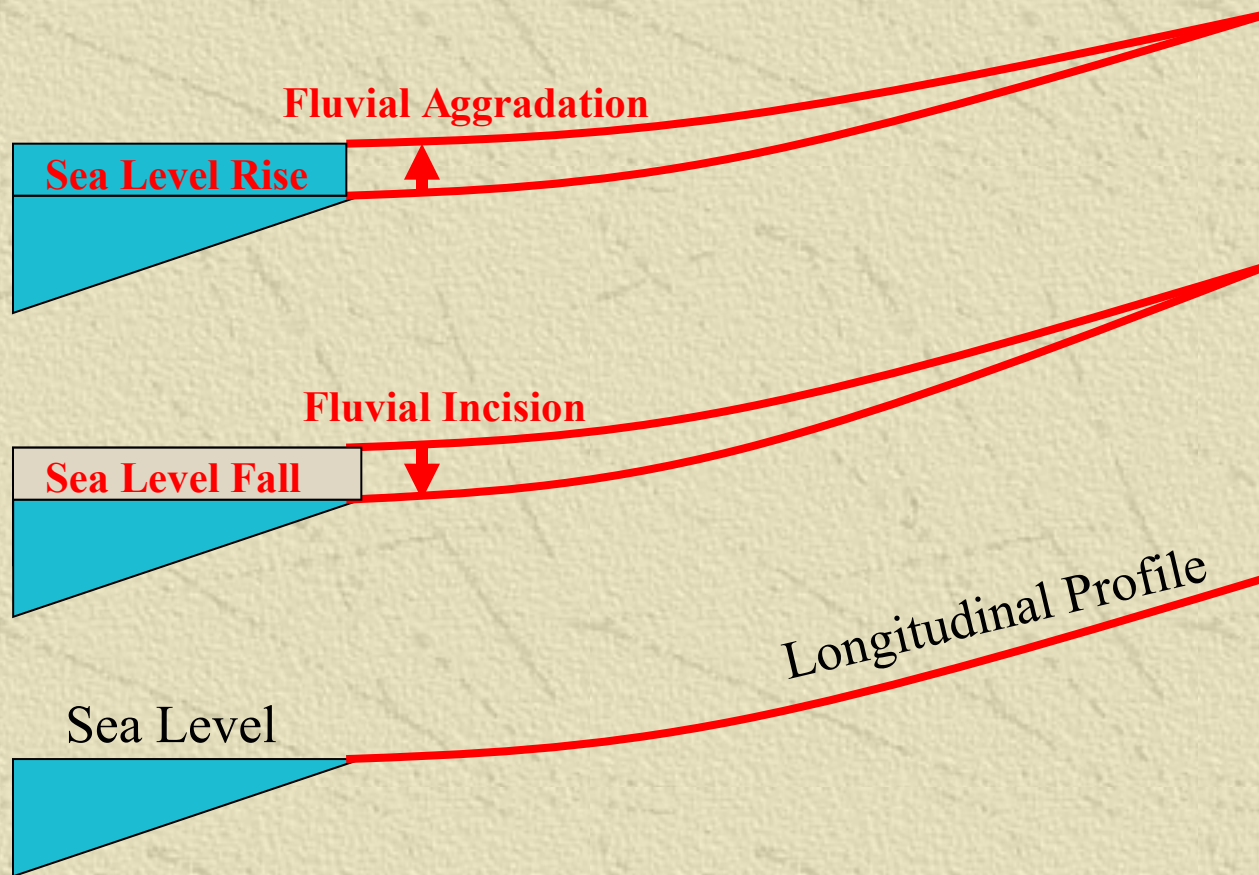 Fluvial Aggradation
Sea Level Rise
Fluvial Incision
Sea Level Fall
Longitudinal Profile
Sea Level